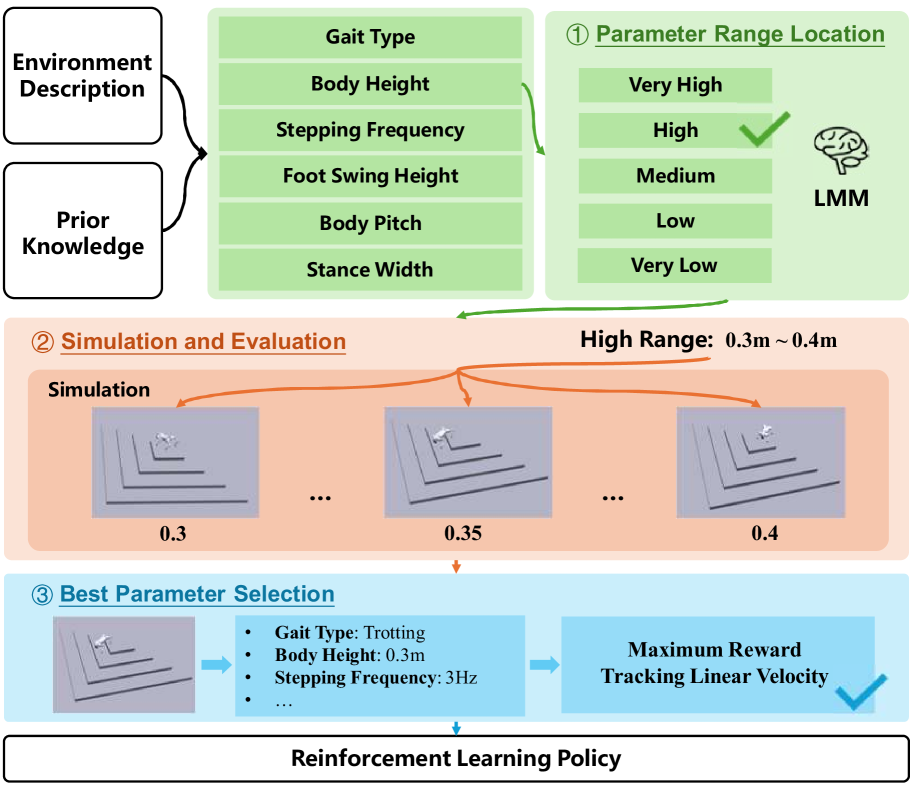 Environment
Description
Prior
Knowledge
Gait Type
Body Height
Stepping Frequency
Foot Swing Height
Body Pitch
Stance Width
① Parameter Range Location
Very High
High
Medium
Low
Very Low
LMM
② Simulation and Evaluation
High Range: 0.3m ~ 0.4m
Simulation
... ...
0.3 0.35 0.4
③ Best Parameter Selection
• Gait Type: Trotting
• Body Height: 0.3m
• Stepping Frequency: 3Hz
• ...
Maximum Reward
Tracking Linear Velocity
Reinforcement Learning Policy